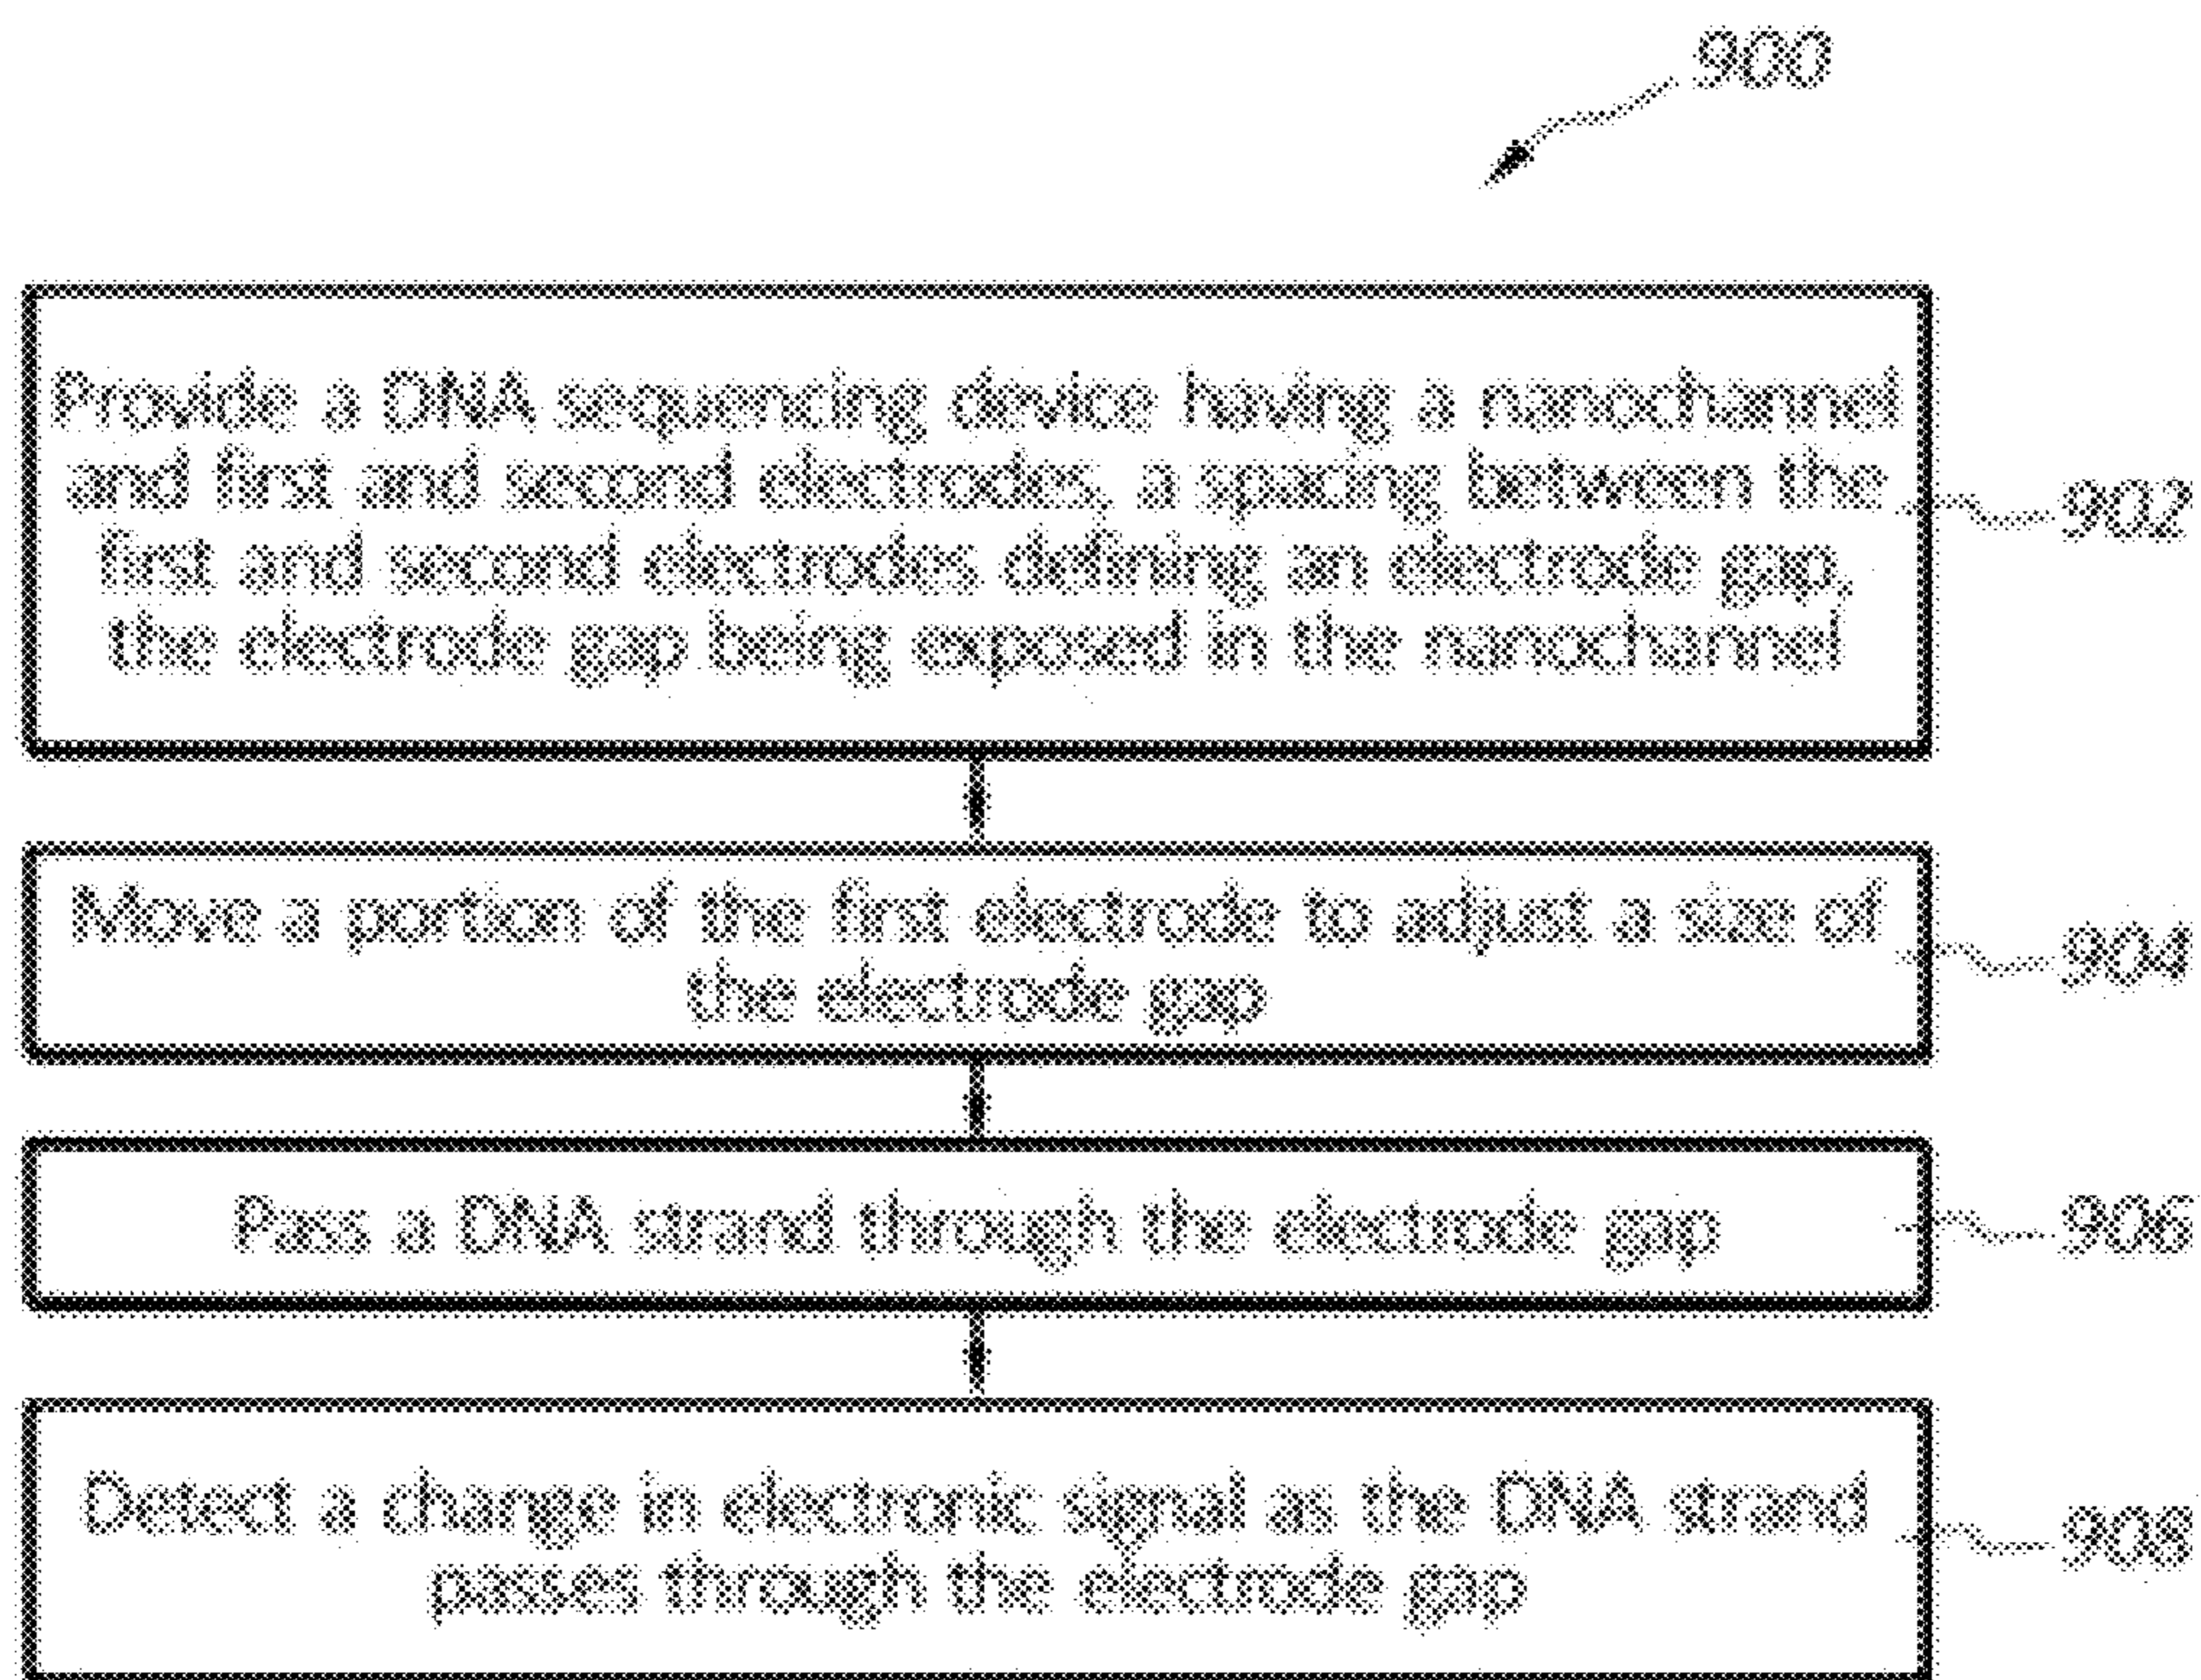 900
Provide a DNA sequencing device having a nanochannel
and first and second electrodes, a spacing between the
first and second electrodes defining an electrode gap,
the electrode gap being exposed in the nanochannel
902
Move a portion of the first electrode to adjust a size of
the electrode gap
904
Pass a DNA strand through the electrode gap
906
Detect a change in electronic signal as the DNA strand
passes through the electrode gap
908